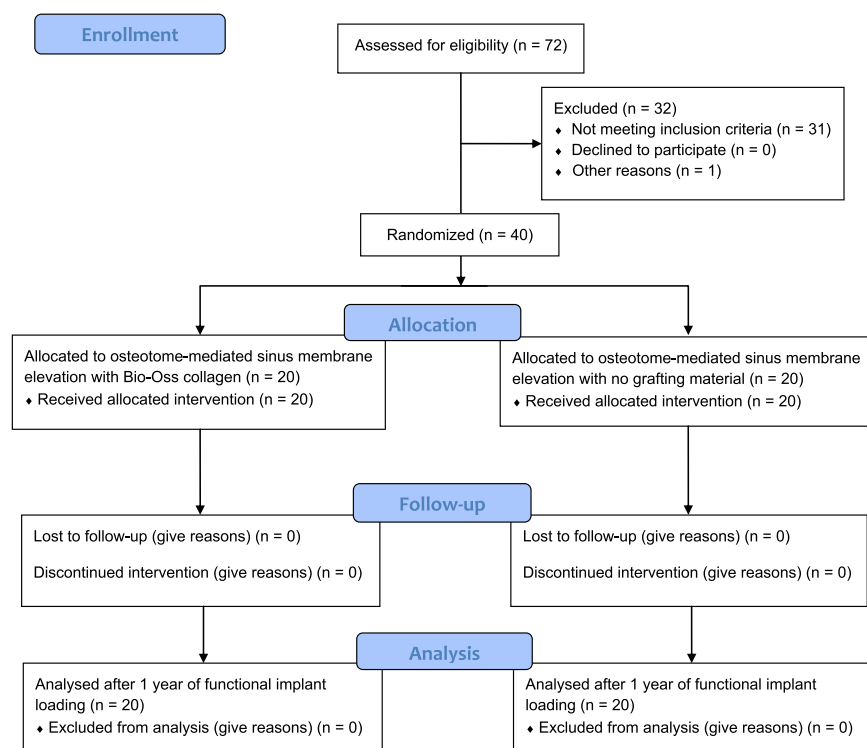 Enrollment
Assessed for eligibility (n = 72)
Excluded (n = 32)
♦ Not meeting inclusion criteria (n = 31)
♦ Declined to participate (n = 0)
♦ Other reasons (n = 1)
Randomized (n = 40)
Allocation
Allocated to osteotome-mediated sinus membrane
elevation with Bio-Oss collagen (n = 20)
♦ Received allocated intervention (n = 20)
Allocated to osteotome-mediated sinus membrane
elevation with no grafting material (n = 20)
♦ Received allocated intervention (n = 20)
Follow-up
Lost to follow-up (give reasons) (n = 0)
Discontinued intervention (give reasons) (n = 0)
Lost to follow-up (give reasons) (n = 0)
Discontinued intervention (give reasons) (n = 0)
Analysis
Analysed after 1 year of functional implant
loading (n = 20)
♦ Excluded from analysis (give reasons) (n = 0)
Analysed after 1 year of functional implant
loading (n = 20)
♦ Excluded from analysis (give reasons) (n = 0)